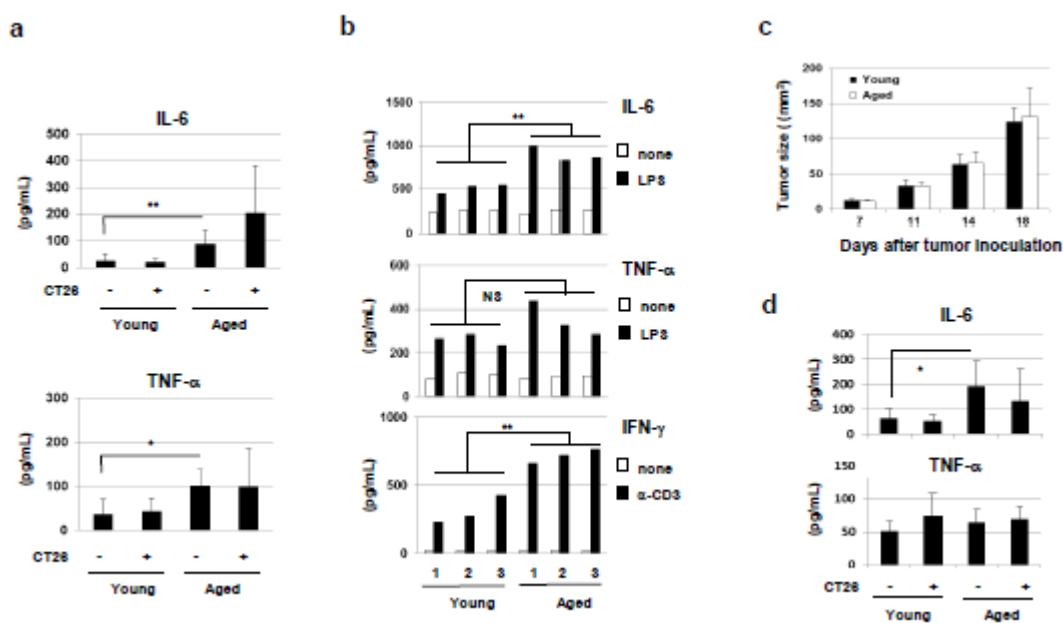 a
IL-6
500
400
300
200
100
0
(pg/mL)
**
CT26 - + - +
Young Aged
TNF-α
300
200
100
0
(pg/mL)
*
CT26 - + - +
Young Aged
b
IL-6
1500
1000
500
0
(pg/mL)
**
none
LPS
TNF-α
600
400
200
0
(pg/mL)
NS
none
LPS
IFN-γ
1000
500
0
(pg/mL)
**
none
α-CD3
1 2 3 1 2 3
Young Aged
c
200
150
100
50
0
Tumor size ( (mm³)
Young
Aged
7 11 14 18
Days after tumor inoculation
d
IL-6
400
300
200
100
0
(pg/mL)
*
TNF-α
150
100
50
0
(pg/mL)
CT26 - + - +
Young Aged